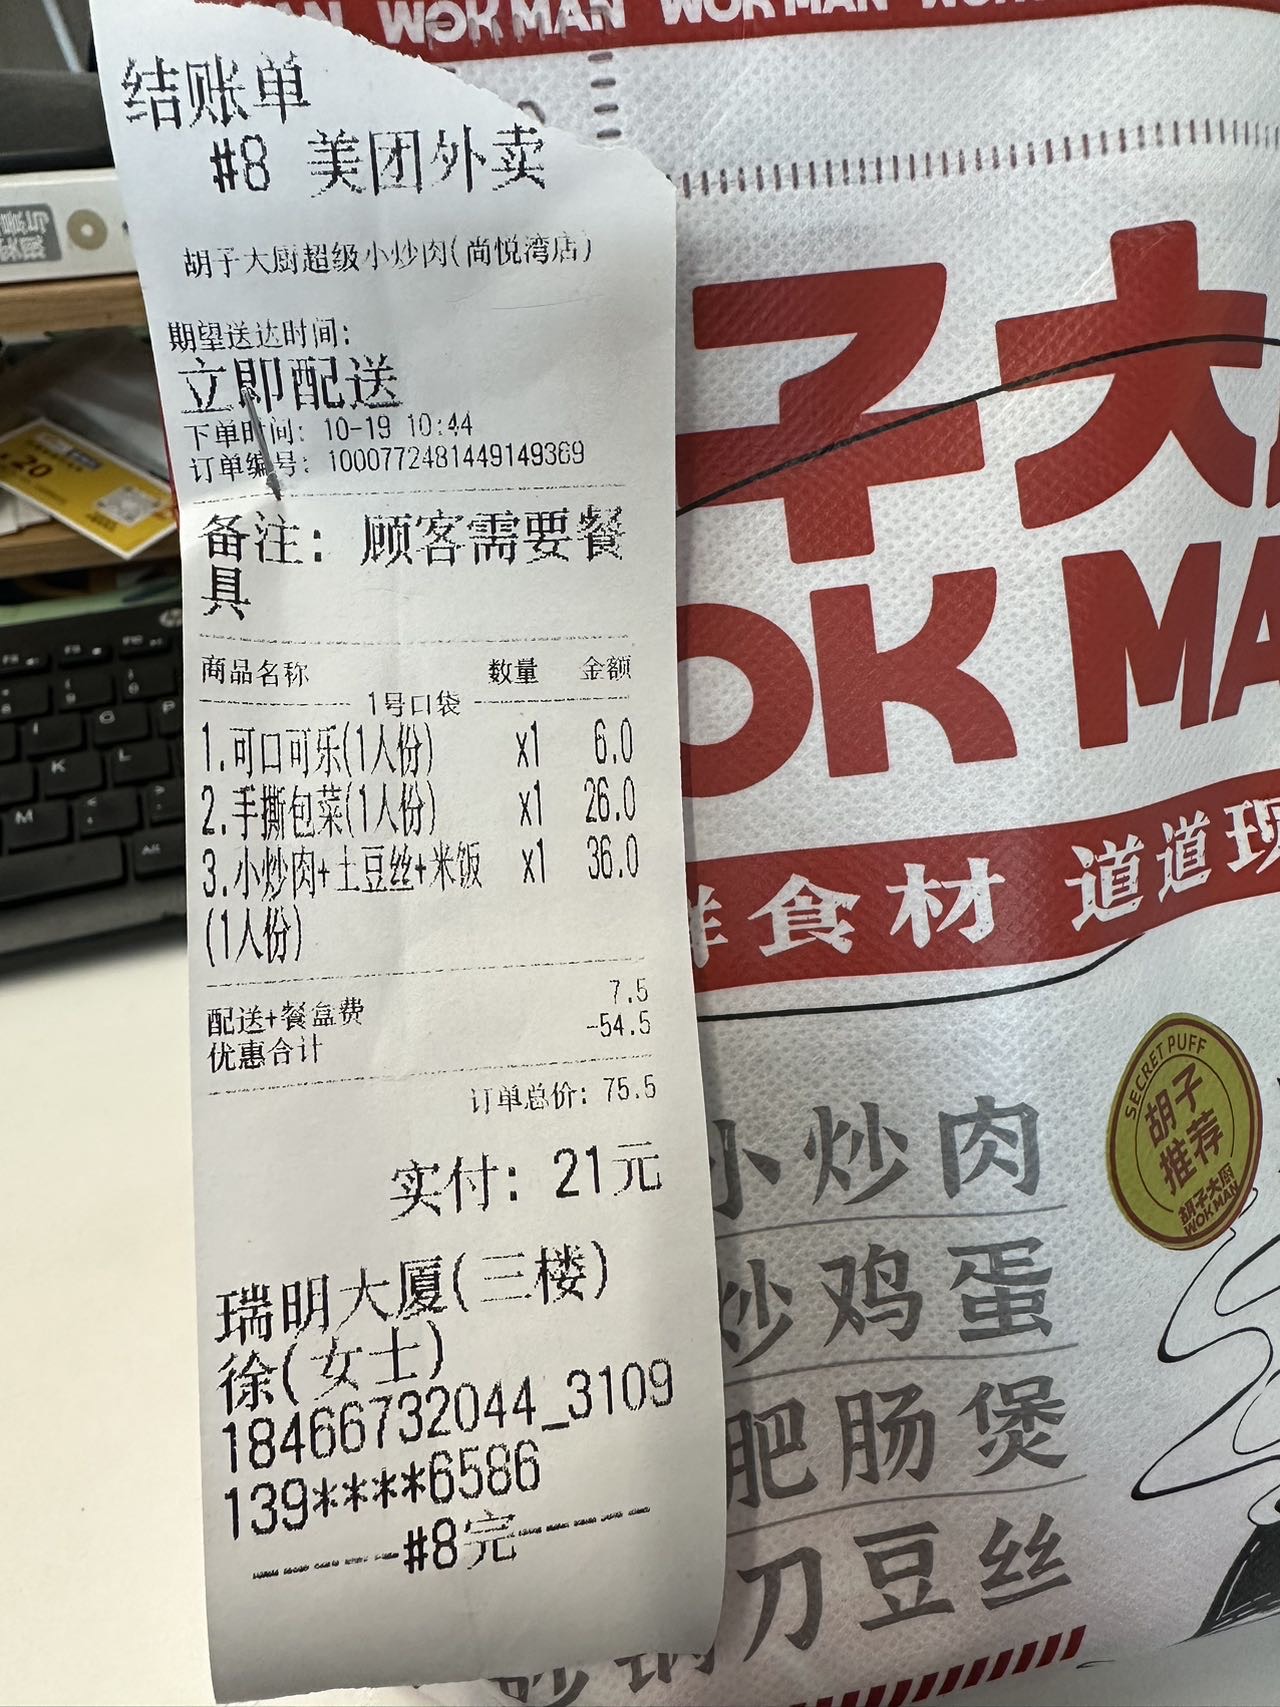 WOK MAN WOK MAN
结账单
#8 美团外卖
胡子大厨超级小炒肉(尚悦湾店)
期望送达时间:
立即配送
下单时间: 10-19 10:44
订单编号: 1000772481449149369
备注: 顾客需要餐
具
商品名称 数量 金额
1号口袋
1.可口可乐(1人份) x1 6.0
2.手撕包菜(1人份) x1 26.0
3.小炒肉+土豆丝+米饭 x1 36.0
(1人份)
配送+餐盒费 7.5
优惠合计 -54.5
订单总价: 75.5
实付: 21元
瑞明大厦(三楼)
徐(女士)
18466732044_3109
139****6586
#8完
子大
OK MA
食材 道道现
小炒肉
炒鸡蛋
肥肠煲
刀豆丝
SECRET PUFF
胡子
推荐
胡子大厨
WOK MAN
20